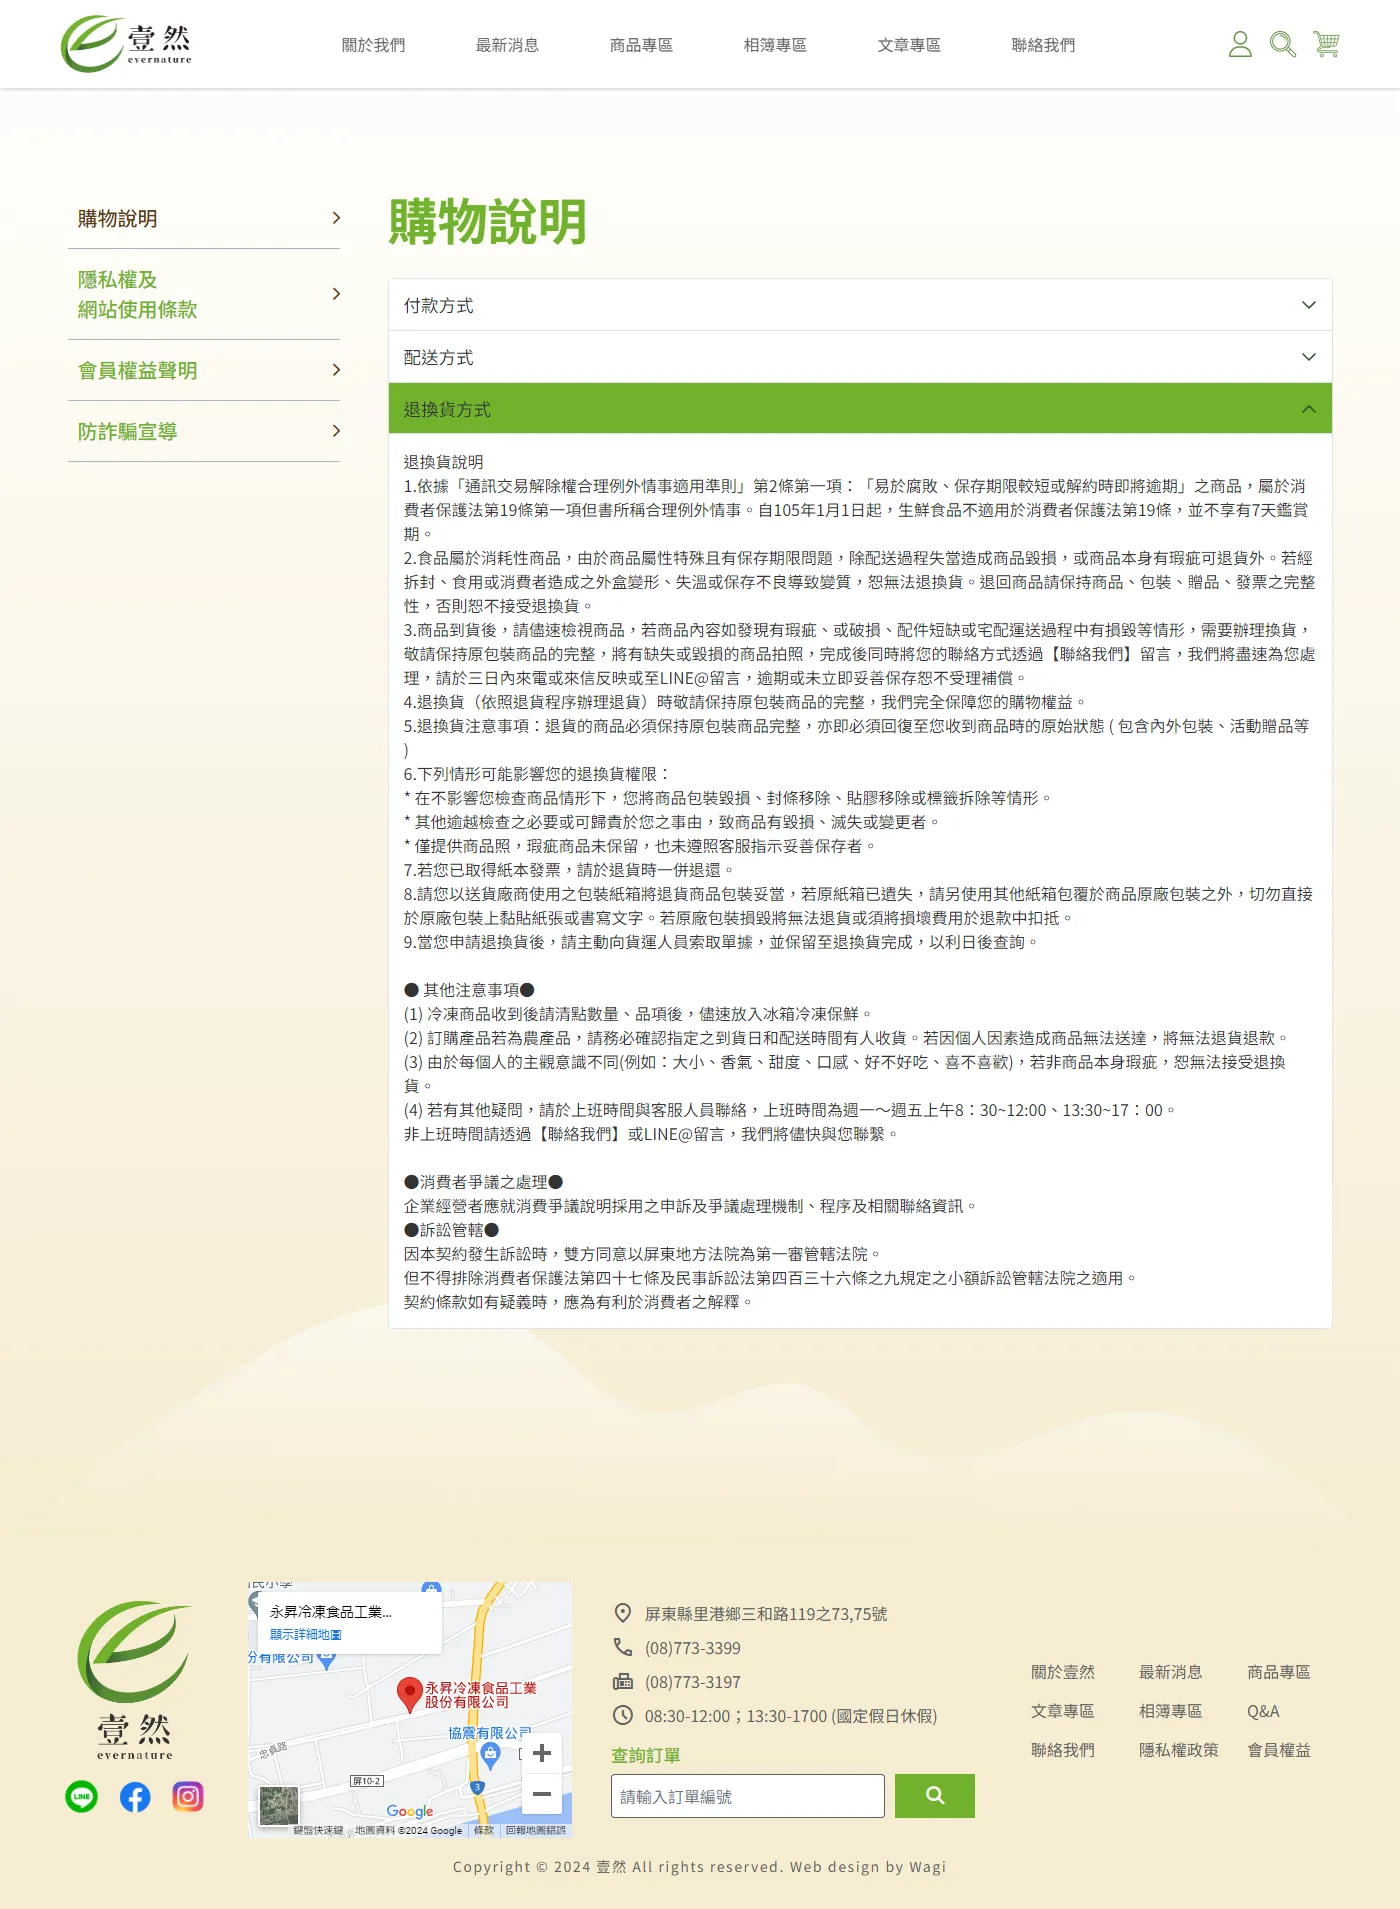 壹然
evernature
關於我們
最新消息
商品專區
相簿專區
文章專區
聯絡我們
購物說明
隱私權及
網站使用條款
會員權益聲明
防詐騙宣導
購物說明
付款方式
配送方式
退換貨方式
退換貨說明
1.依據「通訊交易解除權合理例外情事適用準則」第2條第一項：「易於腐敗、保存期限較短或解約時即將逾期」之商品，屬於消
費者保護法第19條第一項但書所稱合理例外情事。自105年1月1日起，生鮮食品不適用於消費者保護法第19條，並不享有7天鑑賞
期。
2.食品屬於消耗性商品，由於商品屬性特殊且有保存期限問題，除配送過程失當造成商品毀損，或商品本身有瑕疵可退貨外。若經
拆封、食用或消費者造成之外盒變形、失溫或保存不良導致變質，恕無法退換貨。退回商品請保持商品、包裝、贈品、發票之完整
性，否則恕不接受退換貨。
3.商品到貨後，請儘速檢視商品，若商品內容如發現有瑕疵、或破損、配件短缺或宅配運送過程中有損毀等情形，需要辦理換貨，
敬請保持原包裝商品的完整，將有缺失或毀損的商品拍照，完成後同時將您的聯絡方式透過【聯絡我們】留言，我們將盡速為您處
理，請於三日內來電或來信反映或至LINE@留言，逾期或未立即妥善保存恕不受理補償。
4.退換貨（依照退貨程序辦理退貨）時敬請保持原包裝商品的完整，我們完全保障您的購物權益。
5.退換貨注意事項：退貨的商品必須保持原包裝商品完整，亦即必須回復至您收到商品時的原始狀態 ( 包含內外包裝、活動贈品等
)
6.下列情形可能影響您的退換貨權限：
* 在不影響您檢查商品情形下，您將商品包裝毀損、封條移除、貼膠移除或標籤拆除等情形。
* 其他逾越檢查之必要或可歸責於您之事由，致商品有毀損、滅失或變更者。
* 僅提供商品照，瑕疵商品未保留，也未遵照客服指示妥善保存者。
7.若您已取得紙本發票，請於退貨時一併退還。
8.請您以送貨廠商使用之包裝紙箱將退貨商品包裝妥當，若原紙箱已遺失，請另使用其他紙箱包覆於商品原廠包裝之外，切勿直接
於原廠包裝上黏貼紙張或書寫文字。若原廠包裝損毀將無法退貨或須將損壞費用於退款中扣抵。
9.當您申請退換貨後，請主動向貨運人員索取單據，並保留至退換貨完成，以利日後查詢。
● 其他注意事項●
(1) 冷凍商品收到後請清點數量、品項後，儘速放入冰箱冷凍保鮮。
(2) 訂購產品若為農產品，請務必確認指定之到貨日和配送時間有人收貨。若因個人因素造成商品無法送達，將無法退貨退款。
(3) 由於每個人的主觀意識不同(例如：大小、香氣、甜度、口感、好不好吃、喜不喜歡)，若非商品本身瑕疵，恕無法接受退換
貨。
(4) 若有其他疑問，請於上班時間與客服人員聯絡，上班時間為週一～週五上午8：30~12:00、13:30~17：00。
非上班時間請透過【聯絡我們】或LINE@留言，我們將儘快與您聯繫。
●消費者爭議之處理●
企業經營者應就消費爭議說明採用之申訴及爭議處理機制、程序及相關聯絡資訊。
●訴訟管轄●
因本契約發生訴訟時，雙方同意以屏東地方法院為第一審管轄法院。
但不得排除消費者保護法第四十七條及民事訴訟法第四百三十六條之九規定之小額訴訟管轄法院之適用。
契約條款如有疑義時，應為有利於消費者之解釋。
壹然
evernature
LINE
永昇冷凍食品工業...
顯示詳細地圖
份有限公司
永昇冷凍食品工業
股份有限公司
協震有限公司
忠貞路
屏10-2
3
Google
鍵盤快速鍵
地圖資料 ©2024 Google
條款
回報地圖錯誤
屏東縣里港鄉三和路119之73,75號
(08)773-3399
(08)773-3197
08:30-12:00；13:30-1700 (國定假日休假)
查詢訂單
請輸入訂單編號
關於壹然
最新消息
商品專區
文章專區
相簿專區
Q&A
聯絡我們
隱私權政策
會員權益
Copyright © 2024 壹然 All rights reserved. Web design by Wagi